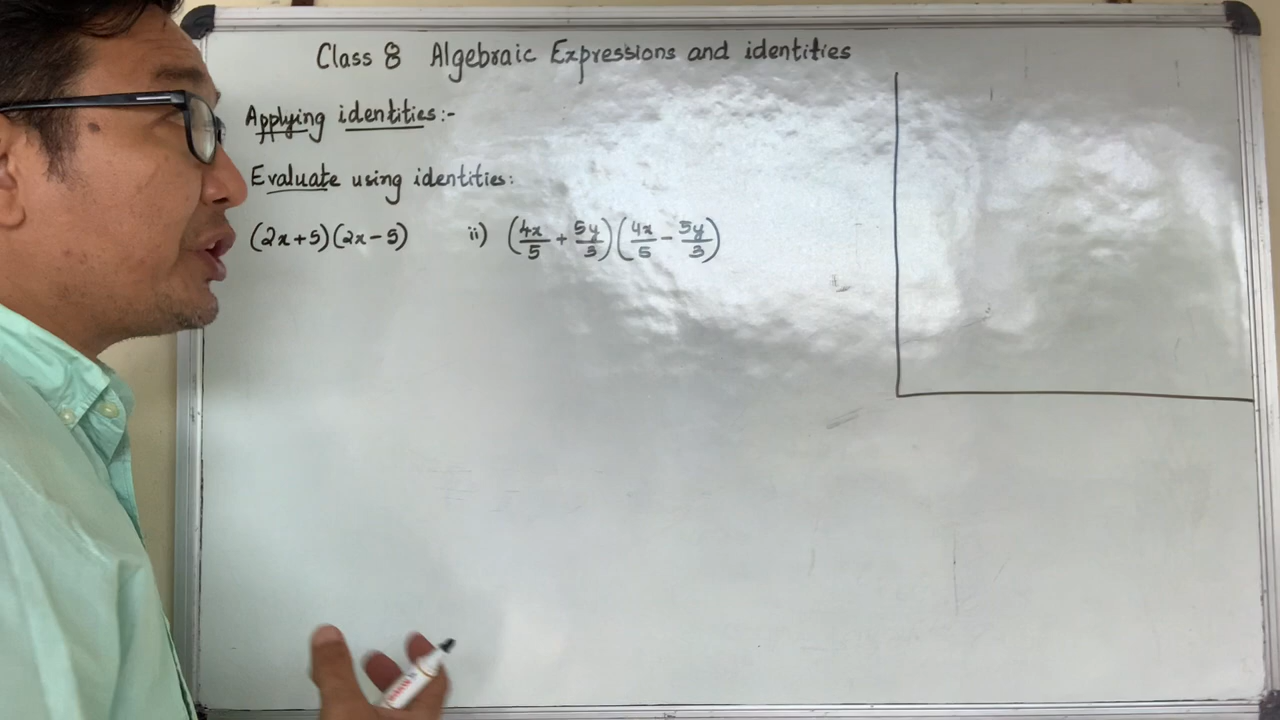 Class 8 Algebraic Expressions and identities
Applying identities:-
Evaluate using identities:
(2x+5)(2x-5) ii) (4x/5 + 5y/3)(4x/5 - 5y/3)